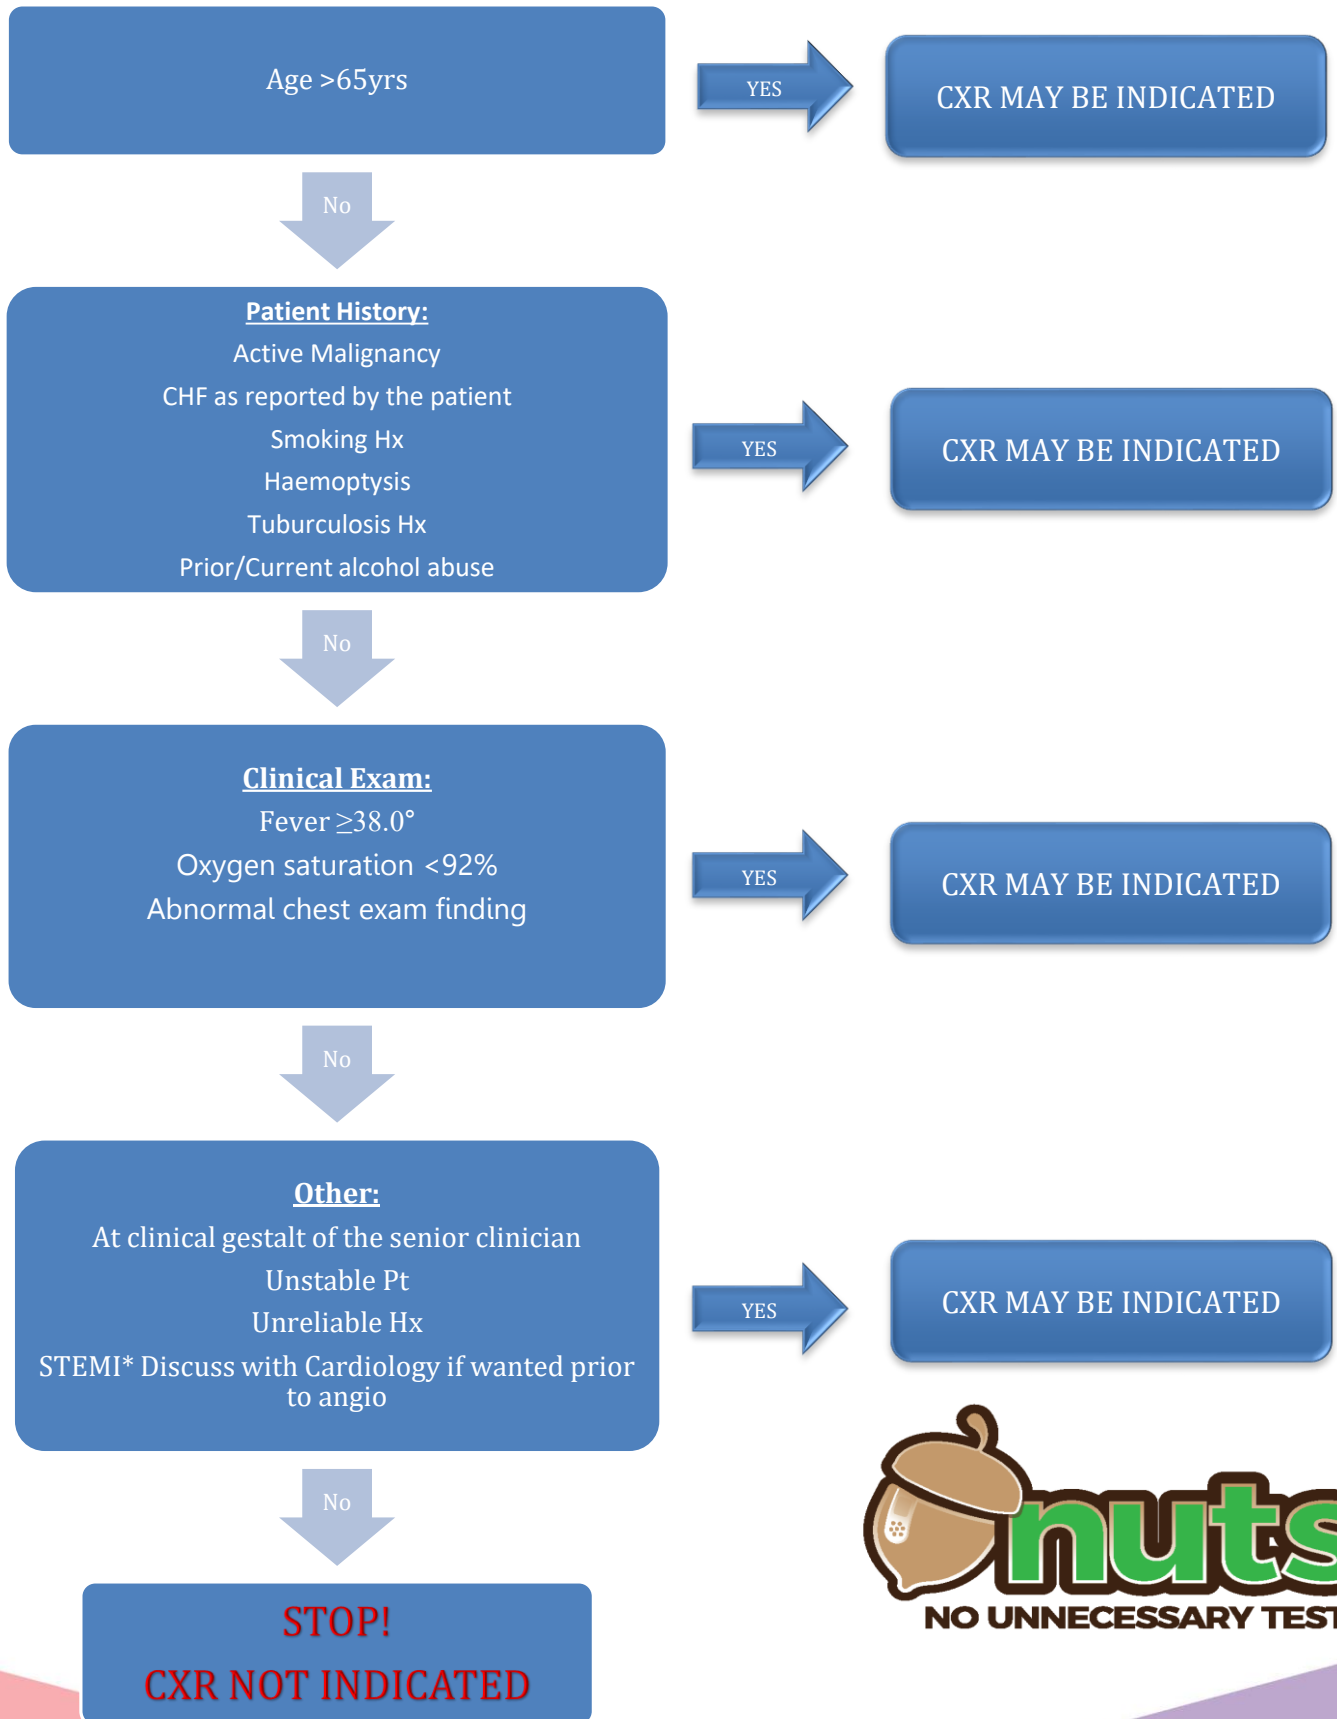 Age >65yrs
YES
CXR MAY BE INDICATED
No
Patient History:
Active Malignancy
CHF as reported by the patient
Smoking Hx
Haemoptysis
Tuburculosis Hx
Prior/Current alcohol abuse
YES
CXR MAY BE INDICATED
No
Clinical Exam:
Fever ≥38.0°
Oxygen saturation <92%
Abnormal chest exam finding
YES
CXR MAY BE INDICATED
No
Other:
At clinical gestalt of the senior clinician
Unstable Pt
Unreliable Hx
STEMI* Discuss with Cardiology if wanted prior
to angio
YES
CXR MAY BE INDICATED
No
STOP!
CXR NOT INDICATED
nuts
NO UNNECESSARY TEST